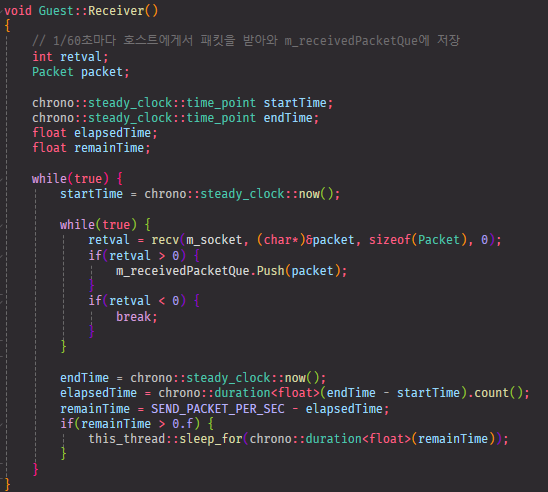 void Guest::Receiver()
{
    // 1/60초마다 호스트에게서 패킷을 받아와 m_receivedPacketQue에 저장
    int retval;
    Packet packet;

    chrono::steady_clock::time_point startTime;
    chrono::steady_clock::time_point endTime;
    float elapsedTime;
    float remainTime;

    while(true) {
        startTime = chrono::steady_clock::now();

        while(true) {
            retval = recv(m_socket, (char*)&packet, sizeof(Packet), 0);
            if(retval > 0) {
                m_receivedPacketQue.Push(packet);
            }
            if(retval < 0) {
                break;
            }
        }

        endTime = chrono::steady_clock::now();
        elapsedTime = chrono::duration<float>(endTime - startTime).count();
        remainTime = SEND_PACKET_PER_SEC - elapsedTime;
        if(remainTime > 0.f) {
            this_thread::sleep_for(chrono::duration<float>(remainTime));
        }
    }
}